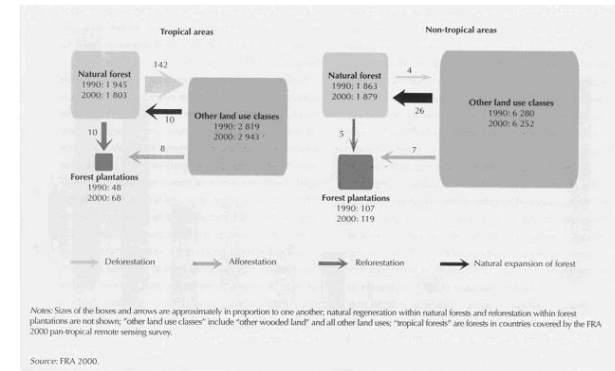 Tropical areas
Non-tropical areas
142
Natural forest
1990: 1 945
2000: 1 803
10
Other land use classes
1990: 2 819
2000: 2 943
10
8
Forest plantations
1990: 48
2000: 68
4
Natural forest
1990: 1 863
2000: 1 879
26
Other land use classes
1990: 6 280
2000: 6 252
5
7
Forest plantations
1990: 107
2000: 119
Deforestation
Afforestation
Reforestation
Natural expansion of forest
Notes: Sizes of the boxes and arrows are approximately in proportion to one another; natural regeneration within natural forests and reforestation within forest
plantations are not shown; "other land use classes" include "other wooded land" and all other land uses; "tropical forests" are forests in countries covered by the FRA
2000 pan-tropical remote sensing survey.
Source: FRA 2000.